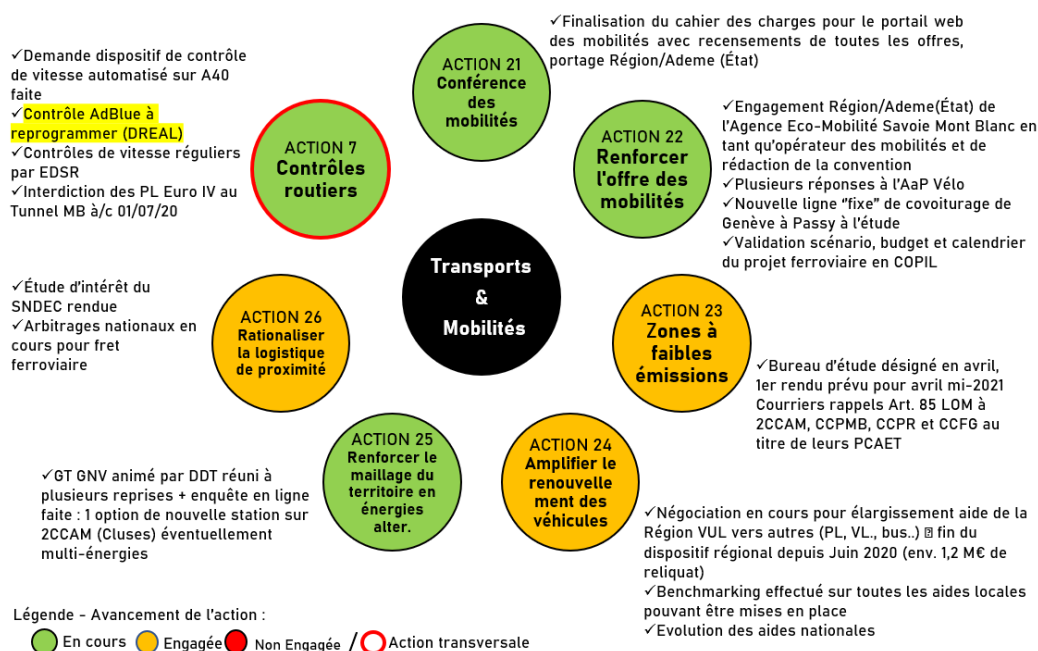 ✓Demande dispositif de contrôle
de vitesse automatisé sur A40
faite
✓Contrôle AdBlue à
reprogrammer (DREAL)
✓Contrôles de vitesse réguliers
par EDSR
✓Interdiction des PL Euro IV au
Tunnel MB à/c 01/07/20
ACTION 7
Contrôles
routiers
ACTION 21
Conférence
des
mobilités
✓Finalisation du cahier des charges pour le portail web
des mobilités avec recensements de toutes les offres,
portage Région/Ademe (État)
ACTION 22
Renforcer
l'offre des
mobilités
✓Engagement Région/Ademe(État) de
l'Agence Eco-Mobilité Savoie Mont Blanc en
tant qu'opérateur des mobilités et de
rédaction de la convention
✓Plusieurs réponses à l'AaP Vélo
✓Nouvelle ligne "fixe" de covoiturage de
Genève à Passy à l'étude
✓Validation scénario, budget et calendrier
du projet ferroviaire en COPIL
Transports
&
Mobilités
✓Étude d'intérêt du
SNDEC rendue
✓Arbitrages nationaux en
cours pour fret
ferroviaire
ACTION 26
Rationaliser
la logistique
de proximité
ACTION 23
Zones à
faibles
émissions
✓Bureau d'étude désigné en avril,
1er rendu prévu pour avril mi-2021
Courriers rappels Art. 85 LOM à
2CCAM, CCPMB, CCPR et CCFG au
titre de leurs PCAET
ACTION 25
Renforcer le
maillage du
territoire en
énergies
alter.
✓GT GNV animé par DDT réuni à
plusieurs reprises + enquête en ligne
faite : 1 option de nouvelle station sur
2CCAM (Cluses) éventuellement
multi-énergies
ACTION 24
Amplifier le
renouvelle
ment des
véhicules
✓Négociation en cours pour élargissement aide de la
Région VUL vers autres (PL, VL., bus..) 🡪 fin du
dispositif régional depuis Juin 2020 (env. 1,2 M€ de
reliquat)
✓Benchmarking effectué sur toutes les aides locales
pouvant être mises en place
✓Evolution des aides nationales
Légende - Avancement de l'action :
En cours Engagée Non Engagée / Action transversale